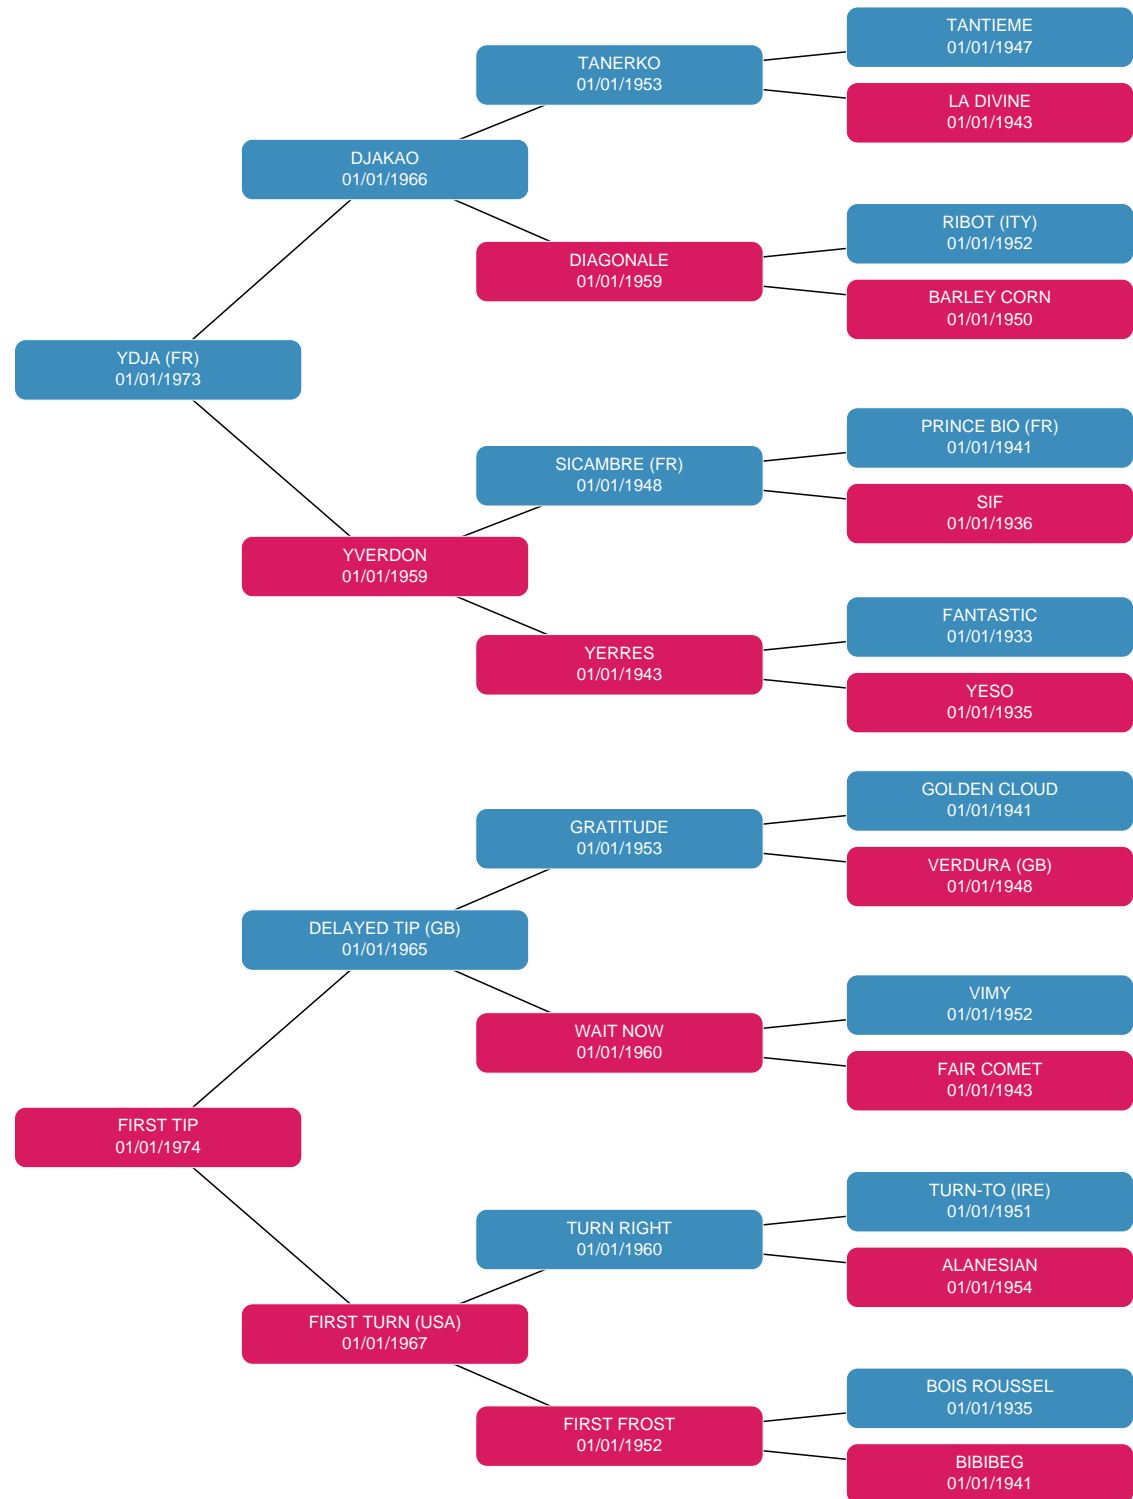 TANTIEME
01/01/1947
TANERKO
01/01/1953
LA DIVINE
01/01/1943
DJAKAO
01/01/1966
RIBOT (ITY)
01/01/1952
DIAGONALE
01/01/1959
BARLEY CORN
01/01/1950
YDJA (FR)
01/01/1973
PRINCE BIO (FR)
01/01/1941
SICAMBRE (FR)
01/01/1948
SIF
01/01/1936
YVERDON
01/01/1959
FANTASTIC
01/01/1933
YERRES
01/01/1943
YESO
01/01/1935
GOLDEN CLOUD
01/01/1941
GRATITUDE
01/01/1953
VERDURA (GB)
01/01/1948
DELAYED TIP (GB)
01/01/1965
VIMY
01/01/1952
WAIT NOW
01/01/1960
FAIR COMET
01/01/1943
FIRST TIP
01/01/1974
TURN-TO (IRE)
01/01/1951
TURN RIGHT
01/01/1960
ALANESIAN
01/01/1954
FIRST TURN (USA)
01/01/1967
BOIS ROUSSEL
01/01/1935
FIRST FROST
01/01/1952
BIBIBEG
01/01/1941